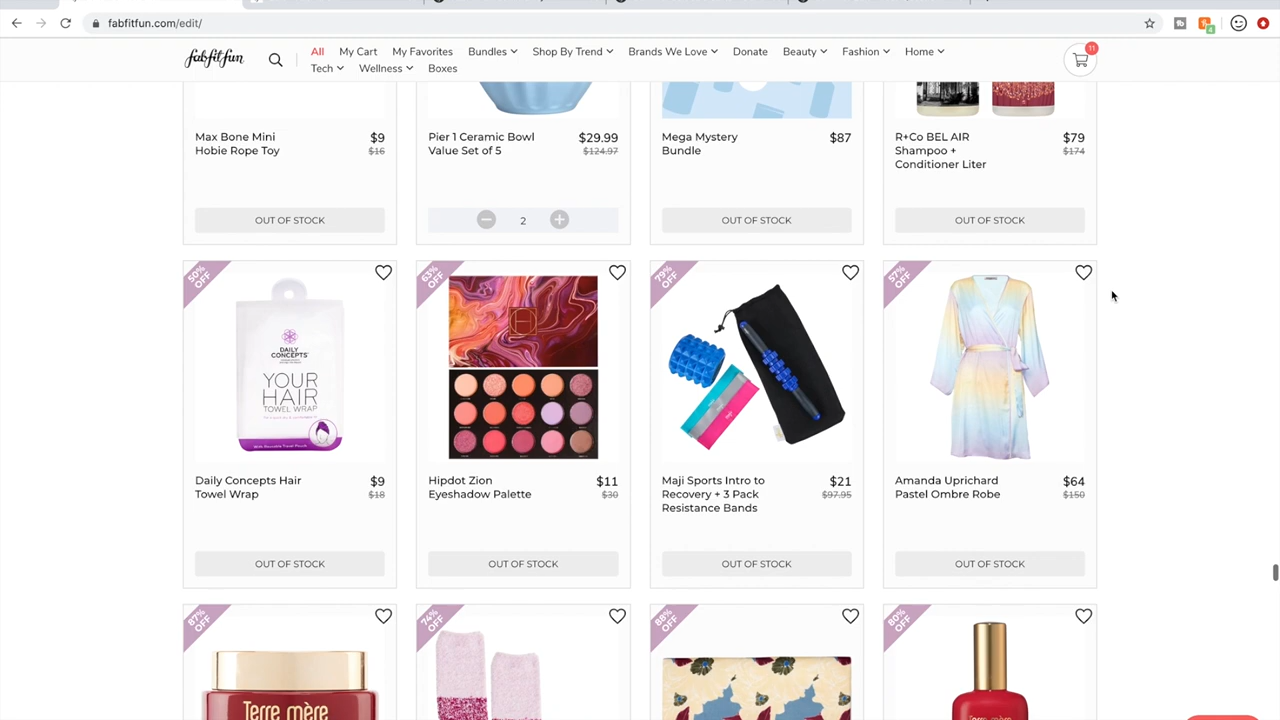 fabfitfun.com/edit/
fabfitfun
All My Cart My Favorites Bundles Shop By Trend Brands We Love Donate Beauty Fashion Home
11
Tech Wellness Boxes
Max Bone Mini
Hobie Rope Toy
$9
$16
OUT OF STOCK
Pier 1 Ceramic Bowl
Value Set of 5
$29.99
$124.97
2
Mega Mystery
Bundle
$87
OUT OF STOCK
R+Co BEL AIR
Shampoo +
Conditioner Liter
$79
$174
OUT OF STOCK
50%
OFF
DAILY
CONCEPTS
YOUR
HAIR
TOWEL WRAP
Daily Concepts Hair
Towel Wrap
$9
$18
OUT OF STOCK
63%
OFF
H
Hipdot Zion
Eyeshadow Palette
$11
$30
OUT OF STOCK
79%
OFF
Maji Sports Intro to
Recovery + 3 Pack
Resistance Bands
$21
$97.95
OUT OF STOCK
57%
OFF
Amanda Uprichard
Pastel Ombre Robe
$64
$150
OUT OF STOCK
87%
OFF
Terre mère
74%
OFF
88%
OFF
80%
OFF
Terre mère